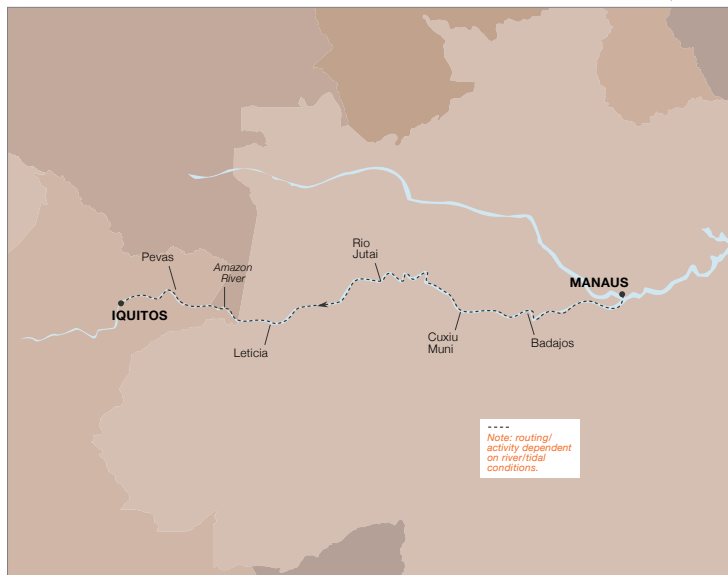 Rio
Jutai
Pevas
Amazon
River
MANAUS
IQUITOS
Leticia
Cuxiu
Muni
Badajos
Note: routing/
activity dependent
on river/tidal
conditions.